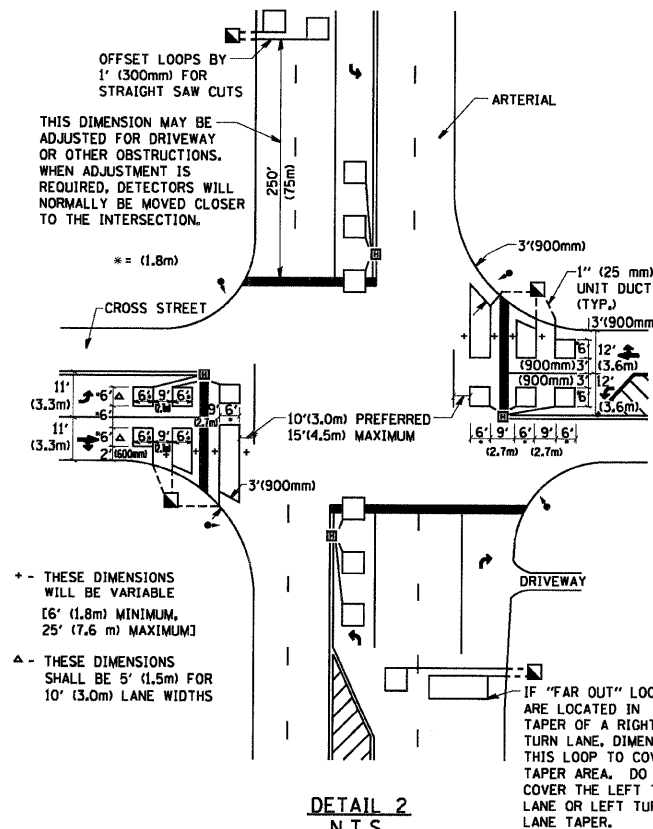 OFFSET LOOPS BY
1' (300mm) FOR
STRAIGHT SAW CUTS
ARTERIAL
THIS DIMENSION MAY BE
ADJUSTED FOR DRIVEWAY
OR OTHER OBSTRUCTIONS.
WHEN ADJUSTMENT IS
REQUIRED, DETECTORS WILL
NORMALLY BE MOVED CLOSER
TO THE INTERSECTION.
250'
(75m)
* = (1.8m)
3'(900mm)
1" (25 mm)
UNIT DUCT
(TYP.)
CROSS STREET
3'(900mm)
6'
12'
(3.6m)
(900mm) 3'
(900mm) 3'
6'
12'
(3.6m)
H
11'
(3.3m)
*6'
6' 9' 6'
*6'
9' 6'
(2.7m)
11'
(3.3m)
*6'
6' 9' 6'
2' (600mm)
10'(3.0m) PREFERRED
15'(4.5m) MAXIMUM
H
6' 9' 6' 9' 6'
(2.7m) (2.7m)
3'(900mm)
H
H
+ - THESE DIMENSIONS
WILL BE VARIABLE
[6' (1.8m) MINIMUM,
25' (7.6 m) MAXIMUM]
DRIVEWAY
△ - THESE DIMENSIONS
SHALL BE 5' (1.5m) FOR
10' (3.0m) LANE WIDTHS
IF "FAR OUT" LOO
ARE LOCATED IN
TAPER OF A RIGHT
TURN LANE, DIMEN
THIS LOOP TO COV
TAPER AREA. DO
COVER THE LEFT T
LANE OR LEFT TUR
LANE TAPER.
DETAIL 2
N.T.S.